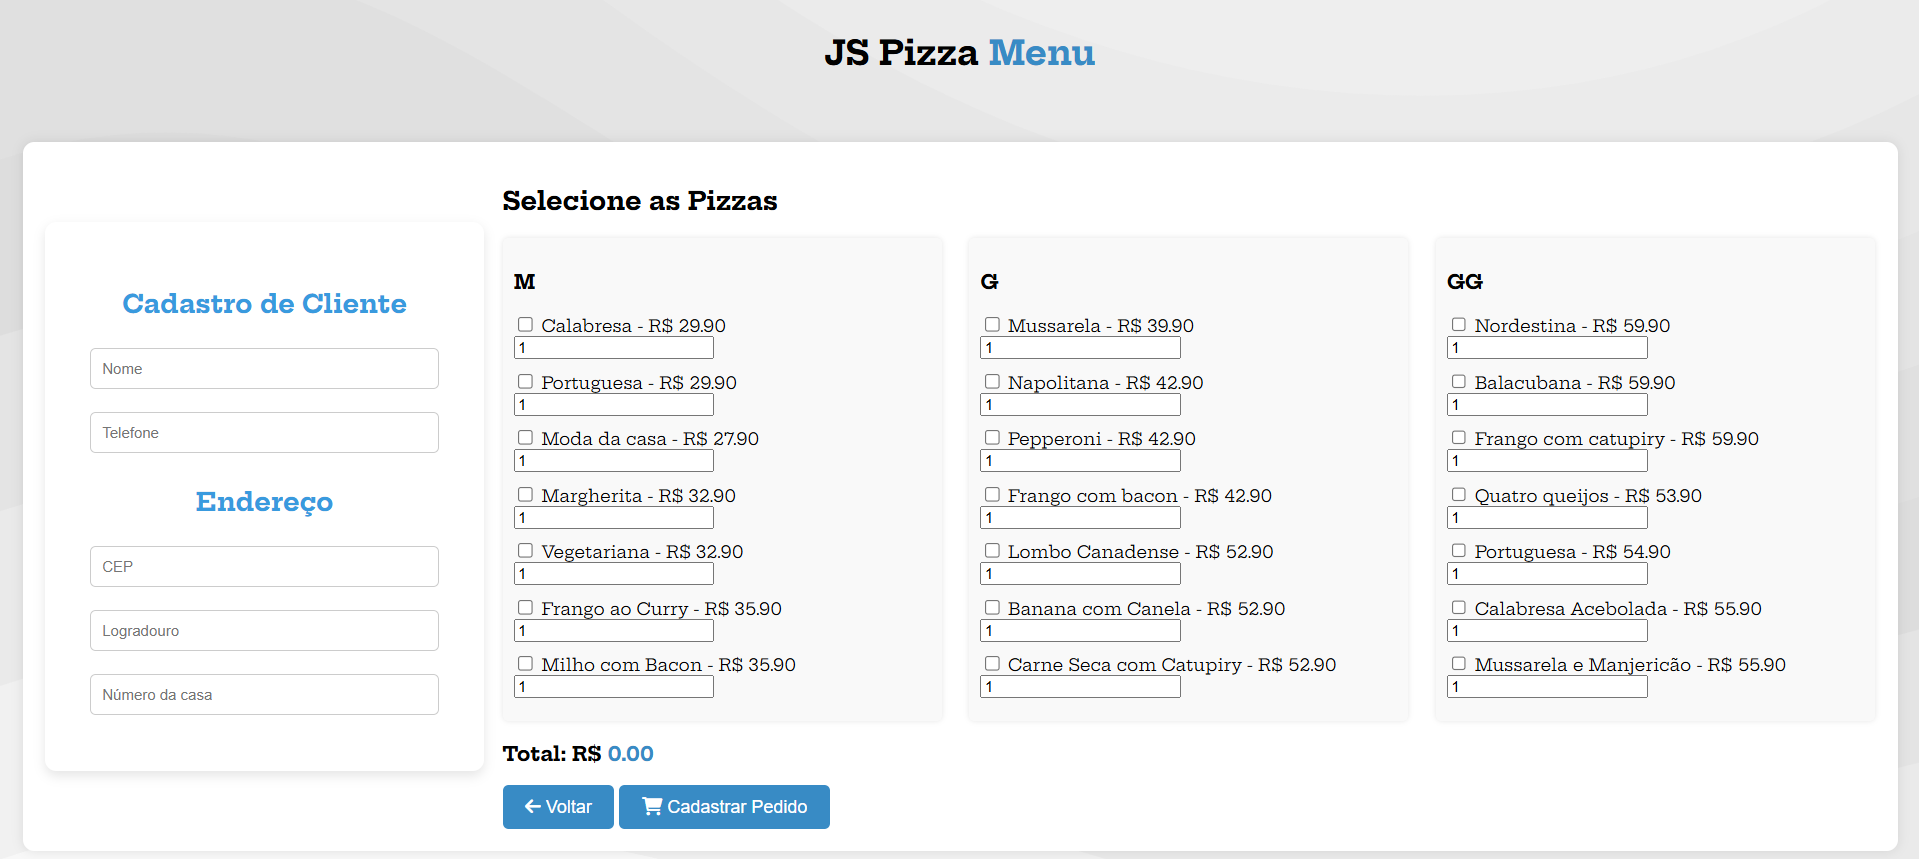 JS Pizza Menu
Cadastro de Cliente
Nome
Telefone
Endereço
CEP
Logradouro
Número da casa
Selecione as Pizzas
M
Calabresa - R$ 29.90
1
Portuguesa - R$ 29.90
1
Moda da casa - R$ 27.90
1
Margherita - R$ 32.90
1
Vegetariana - R$ 32.90
1
Frango ao Curry - R$ 35.90
1
Milho com Bacon - R$ 35.90
1
G
Mussarela - R$ 39.90
1
Napolitana - R$ 42.90
1
Pepperoni - R$ 42.90
1
Frango com bacon - R$ 42.90
1
Lombo Canadense - R$ 52.90
1
Banana com Canela - R$ 52.90
1
Carne Seca com Catupiry - R$ 52.90
1
GG
Nordestina - R$ 59.90
1
Balacubana - R$ 59.90
1
Frango com catupiry - R$ 59.90
1
Quatro queijos - R$ 53.90
1
Portuguesa - R$ 54.90
1
Calabresa Acebolada - R$ 55.90
1
Mussarela e Manjericão - R$ 55.90
1
Total: R$ 0.00
Voltar
Cadastrar Pedido